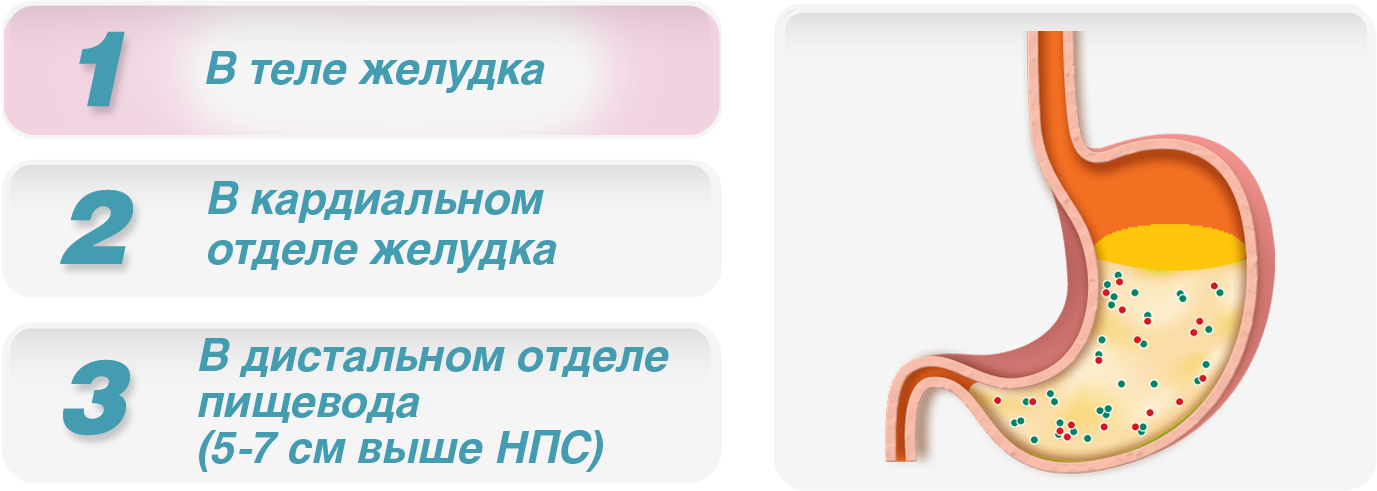 1
В теле желудка
2
В кардиальном
отделе желудка
3
В дистальном отделе
пищевода
(5-7 см выше НПС)